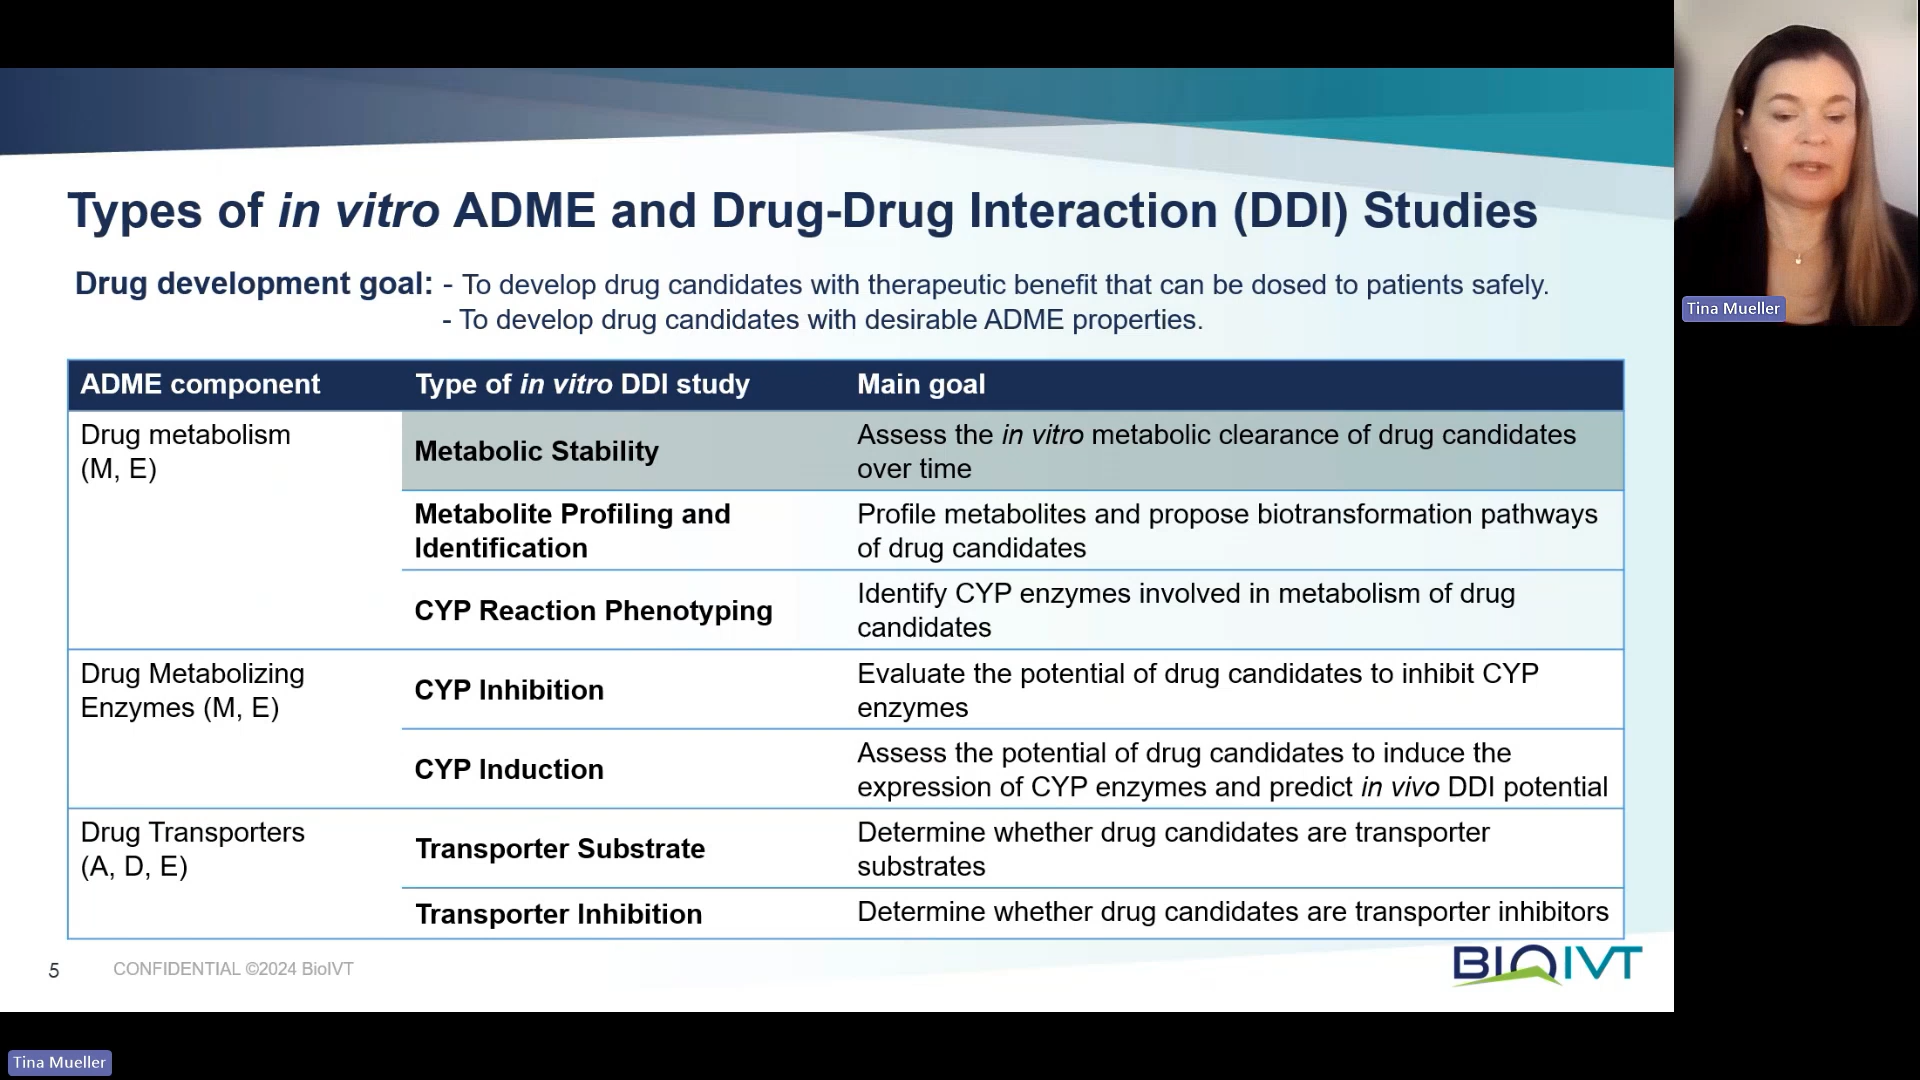 Types of in vitro ADME and Drug-Drug Interaction (DDI) Studies
Drug development goal: - To develop drug candidates with therapeutic benefit that can be dosed to patients safely.
- To develop drug candidates with desirable ADME properties.
ADME component Type of in vitro DDI study Main goal
Drug metabolism
(M, E)
Metabolic Stability
Assess the in vitro metabolic clearance of drug candidates
over time
Metabolite Profiling and
Identification
Profile metabolites and propose biotransformation pathways
of drug candidates
CYP Reaction Phenotyping
Identify CYP enzymes involved in metabolism of drug
candidates
Drug Metabolizing
Enzymes (M, E)
CYP Inhibition
Evaluate the potential of drug candidates to inhibit CYP
enzymes
CYP Induction
Assess the potential of drug candidates to induce the
expression of CYP enzymes and predict in vivo DDI potential
Drug Transporters
(A, D, E)
Transporter Substrate
Determine whether drug candidates are transporter
substrates
Transporter Inhibition
Determine whether drug candidates are transporter inhibitors
5 CONFIDENTIAL ©2024 BioIVT
BIOIVT
Tina Mueller
Tina Mueller